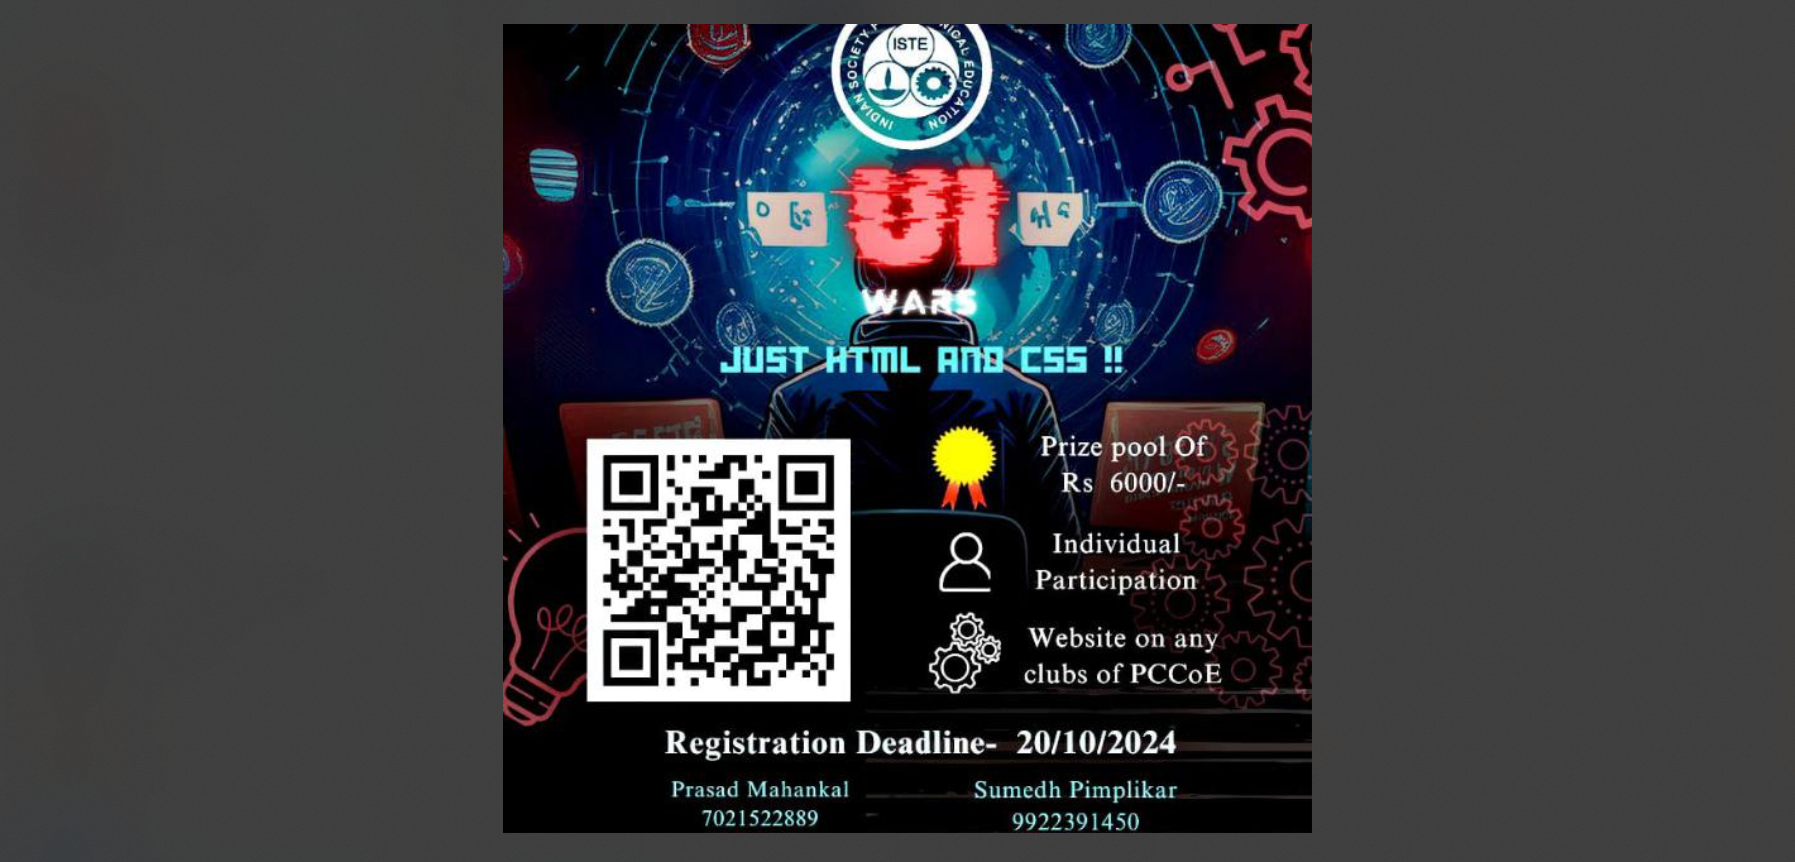 ISTE
INDIAN SOCIETY
NICAL EDUCATION
UI
WARS
JUST HTML AND CSS !!
Prize pool Of
Rs 6000/-
Individual
Participation
Website on any
clubs of PCCoE
Registration Deadline- 20/10/2024
Prasad Mahankal
7021522889
Sumedh Pimplikar
9922391450